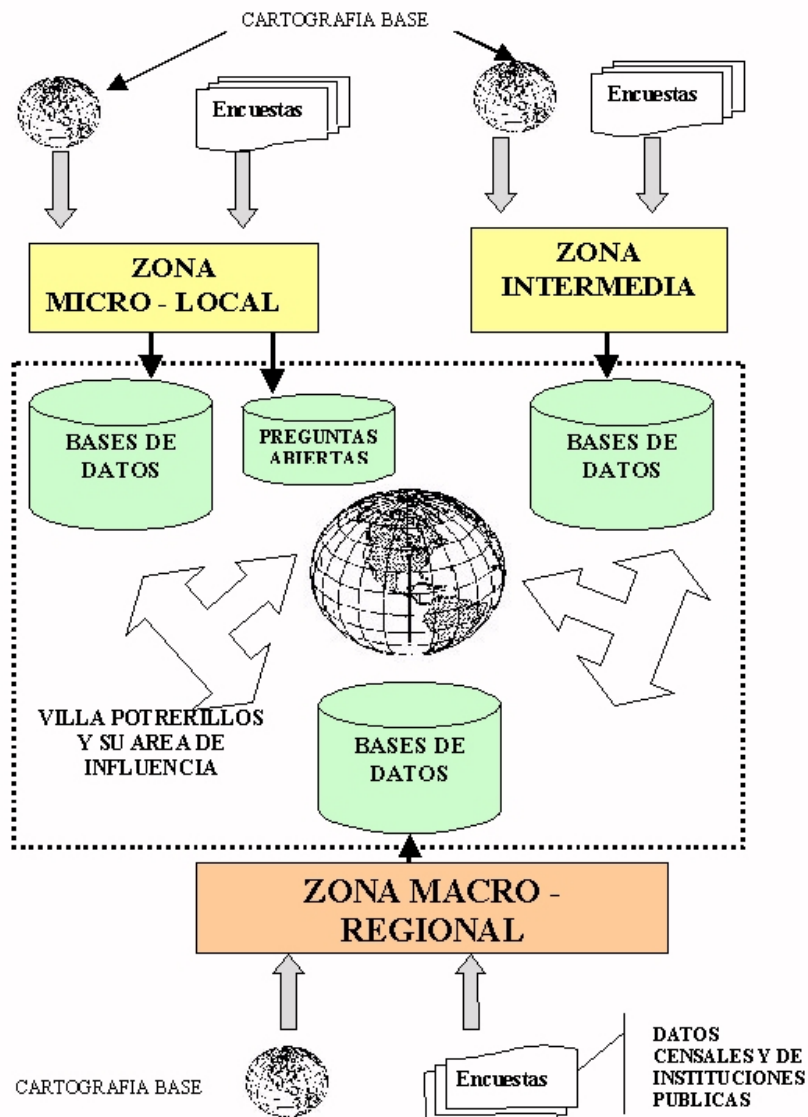 CARTOGRAFIA BASE
Encuestas
Encuestas
ZONA
MICRO - LOCAL
ZONA
INTERMEDIA
BASES DE
DATOS
PREGUNTAS
ABIERTAS
BASES DE
DATOS
VILLA POTRERILLOS
Y SU AREA DE
INFLUENCIA
BASES DE
DATOS
ZONA MACRO -
REGIONAL
CARTOGRAFIA BASE
Encuestas
DATOS
CENSALES Y DE
INSTITUCIONES
PUBLICAS